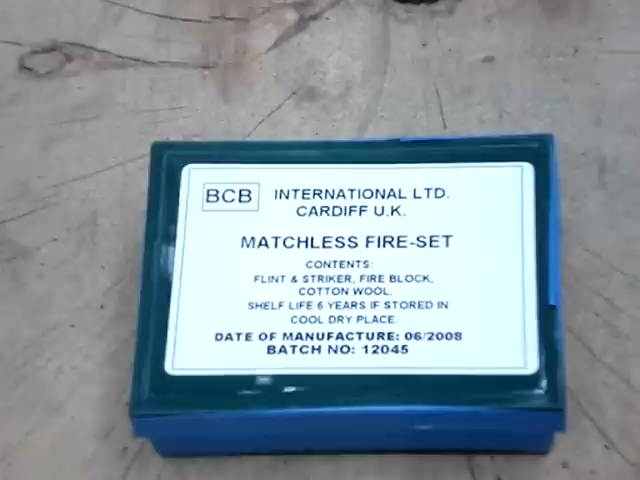 BCB INTERNATIONAL LTD.
CARDIFF U.K.
MATCHLESS FIRE-SET
CONTENTS:
FLINT & STRIKER, FIRE BLOCK,
COTTON WOOL.
SHELF LIFE 6 YEARS IF STORED IN
COOL DRY PLACE.
DATE OF MANUFACTURE: 06/2008
BATCH NO: 12045